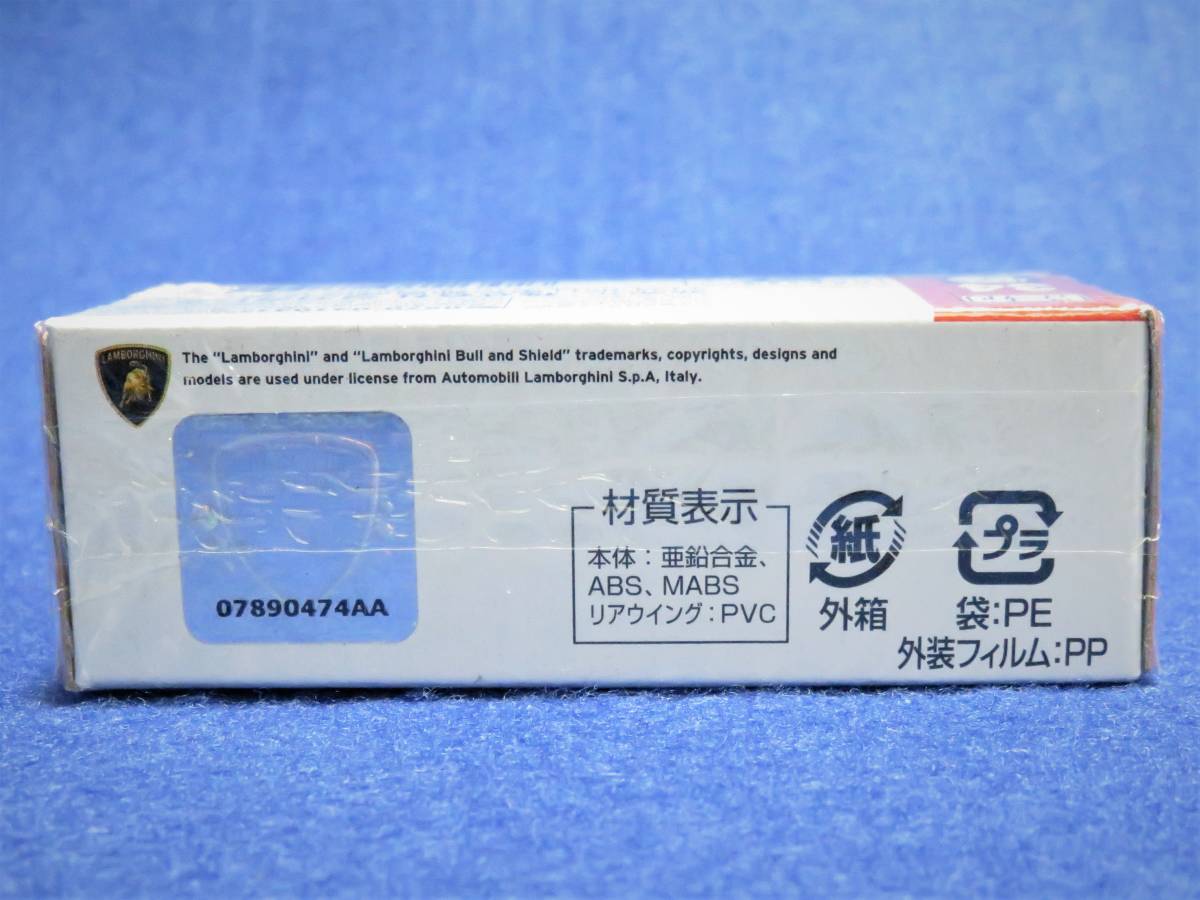 34
LAMBORGHINI
The "Lamborghini" and "Lamborghini Bull and Shield" trademarks, copyrights, designs and
models are used under license from Automobili Lamborghini S.p.A, Italy.
07890474AA
材質表示
本体：亜鉛合金、
ABS、MABS
リアウイング：PVC
紙
外箱
プラ
袋:PE
外装フィルム:PP